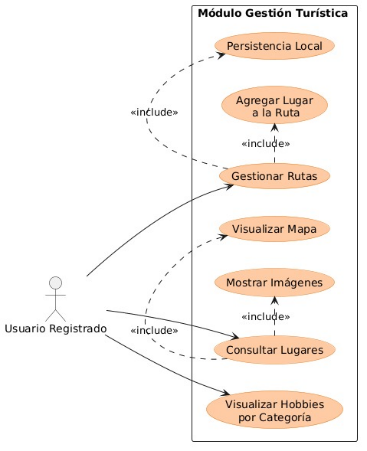 Módulo Gestión Turística
Persistencia Local
Agregar Lugar
a la Ruta
«include»
«include»
Gestionar Rutas
Visualizar Mapa
Mostrar Imágenes
Usuario Registrado
«include»
«include»
Consultar Lugares
Visualizar Hobbies
por Categoría